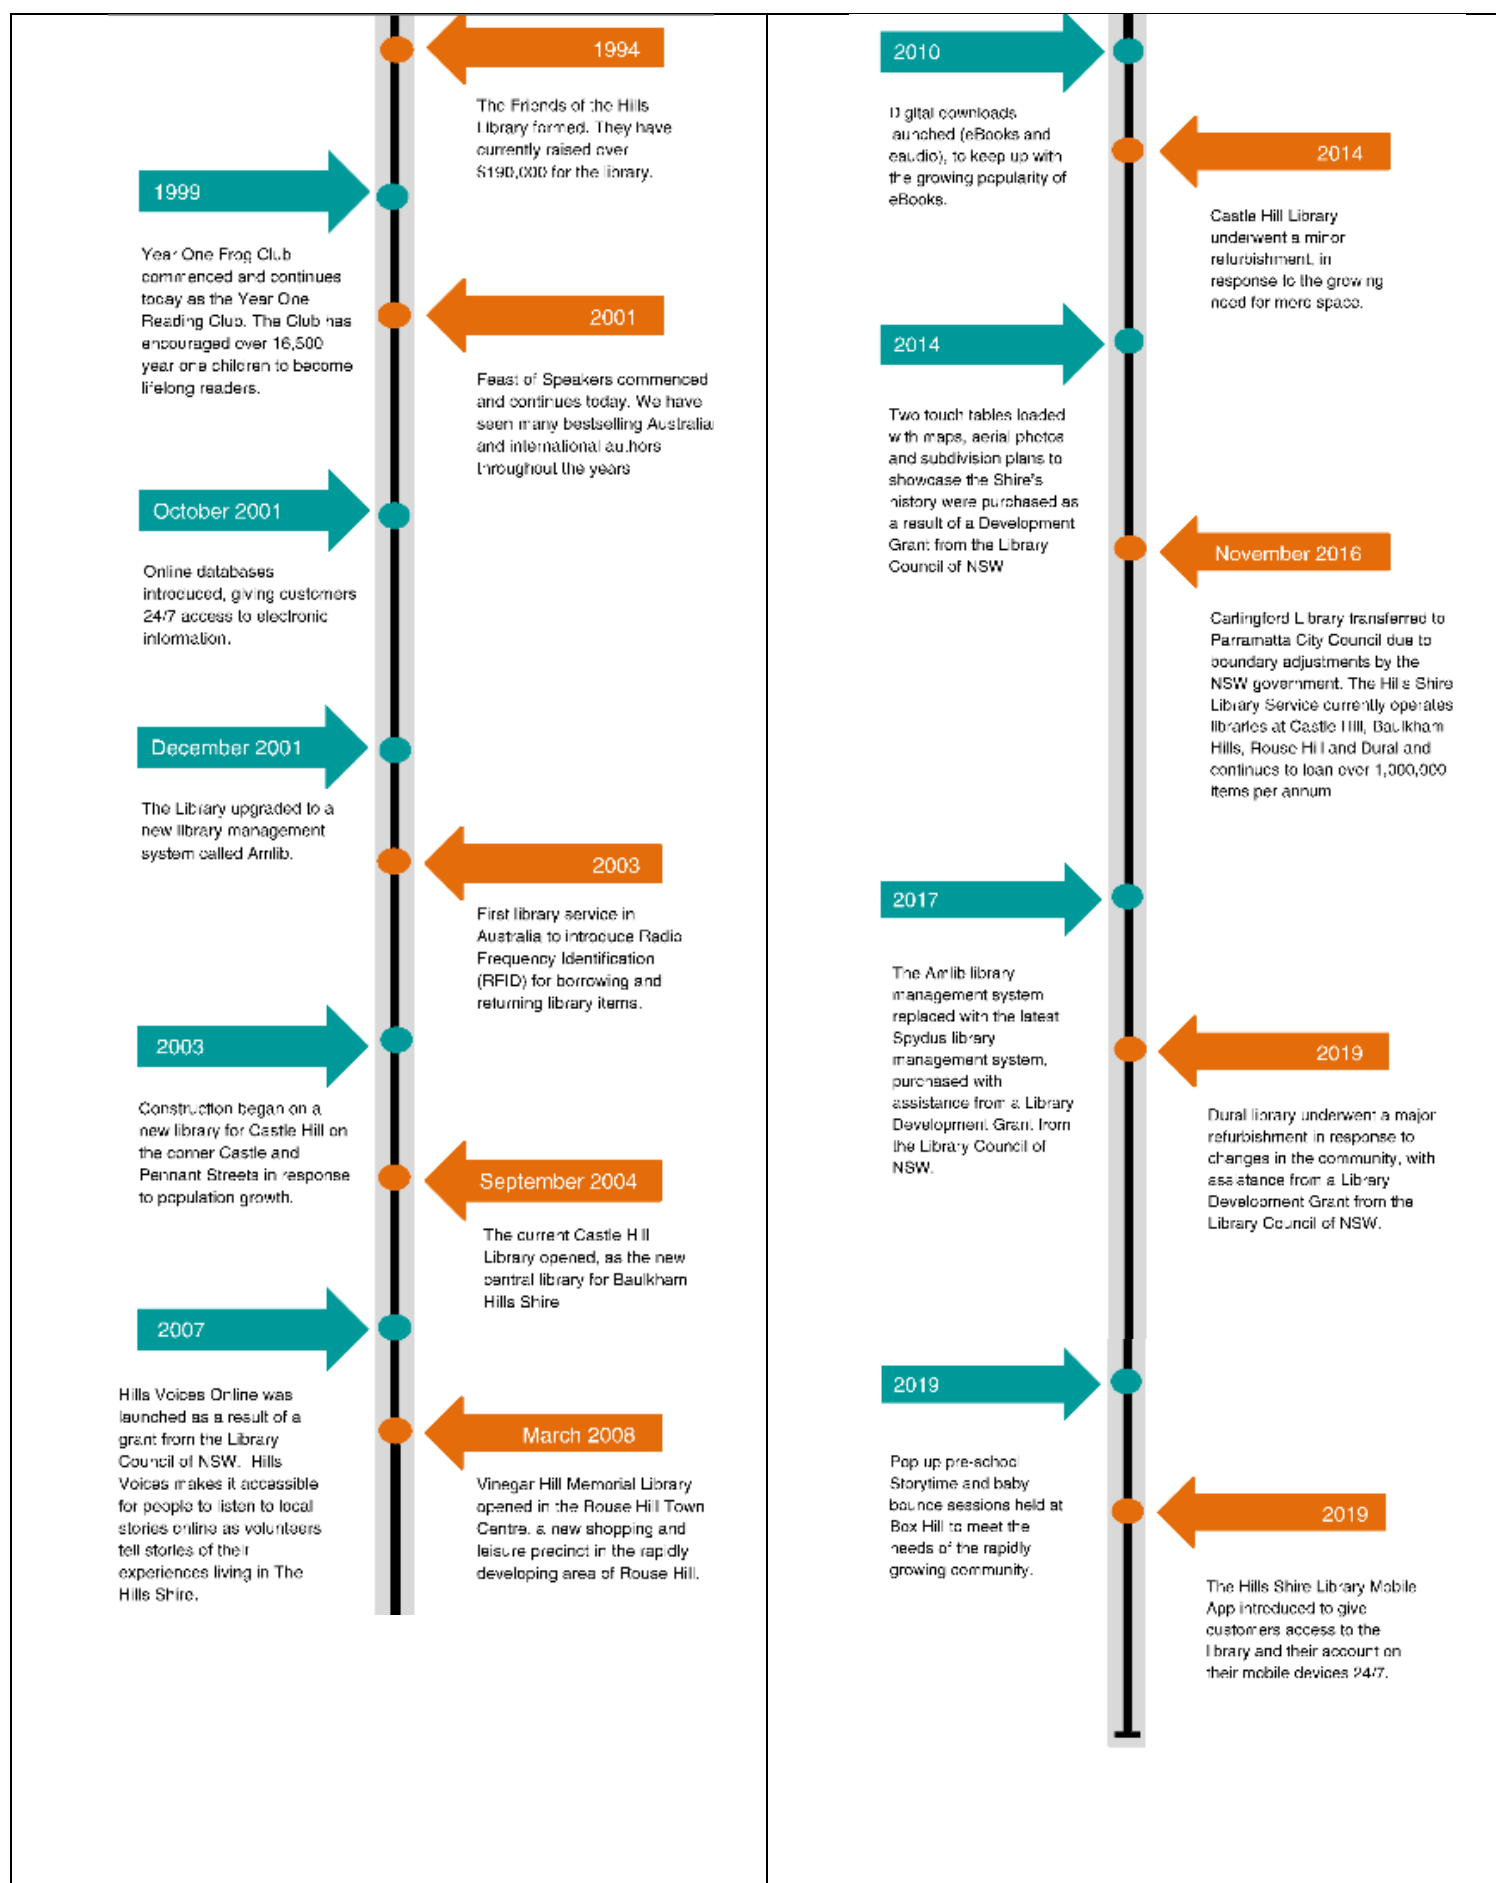 1994
The Friends of the Hills
Library formed. They have
currently raised over
$190,000 for the library.
1999
Year One Frog Club
commenced and continues
today as the Year One
Reading Club. The Club has
encouraged over 16,500
year one children to become
lifelong readers.
2001
Feast of Speakers commenced
and continues today. We have
seen many bestselling Australia
and international authors
throughout the years
October 2001
Online databases
introduced, giving customers
24/7 access to electronic
information.
December 2001
The Library upgraded to a
new library management
system called Amlib.
2003
First library service in
Australia to introduce Radio
Frequency Identification
(RFID) for borrowing and
returning library items.
2003
Construction began on a
new library for Castle Hill on
the corner Castle and
Pennant Streets in response
to population growth.
September 2004
The current Castle Hill
Library opened, as the new
central library for Baulkham
Hills Shire
2007
Hills Voices Online was
launched as a result of a
grant from the Library
Council of NSW. Hills
Voices makes it accessible
for people to listen to local
stories online as volunteers
tell stories of their
experiences living in The
Hills Shire.
March 2008
Vinegar Hill Memorial Library
opened in the Rouse Hill Town
Centre, a new shopping and
leisure precinct in the rapidly
developing area of Rouse Hill.
2010
Digital downloads
launched (eBooks and
eaudio), to keep up with
the growing popularity of
eBooks.
2014
Castle Hill Library
underwent a minor
refurbishment, in
response to the growing
need for more space.
2014
Two touch tables loaded
with maps, aerial photos
and subdivision plans to
showcase the Shire's
history were purchased as
a result of a Development
Grant from the Library
Council of NSW
November 2016
Carlingford Library transferred to
Parramatta City Council due to
boundary adjustments by the
NSW government. The Hills Shire
Library Service currently operates
libraries at Castle Hill, Baulkham
Hills, Rouse Hill and Dural and
continues to loan over 1,000,000
items per annum
2017
The Amlib library
management system
replaced with the latest
Spydus library
management system,
purchased with
assistance from a Library
Development Grant from
the Library Council of
NSW.
2019
Dural library underwent a major
refurbishment in response to
changes in the community, with
assistance from a Library
Development Grant from the
Library Council of NSW.
2019
Pop up pre-school
Storytime and baby
bounce sessions held at
Box Hill to meet the
needs of the rapidly
growing community.
2019
The Hills Shire Library Mobile
App introduced to give
customers access to the
library and their account on
their mobile devices 24/7.